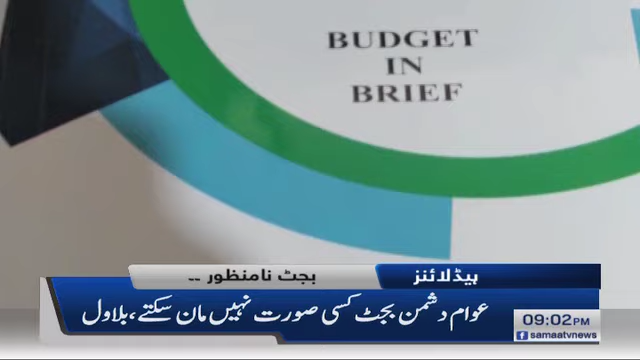 BUDGET
IN
BRIEF
ہیڈلائنز
بجٹ نامنظور ۔۔
عوام دشمن بجٹ کسی صورت نہیں مان سکتے، بلاول
09:02PM
samaatvnews